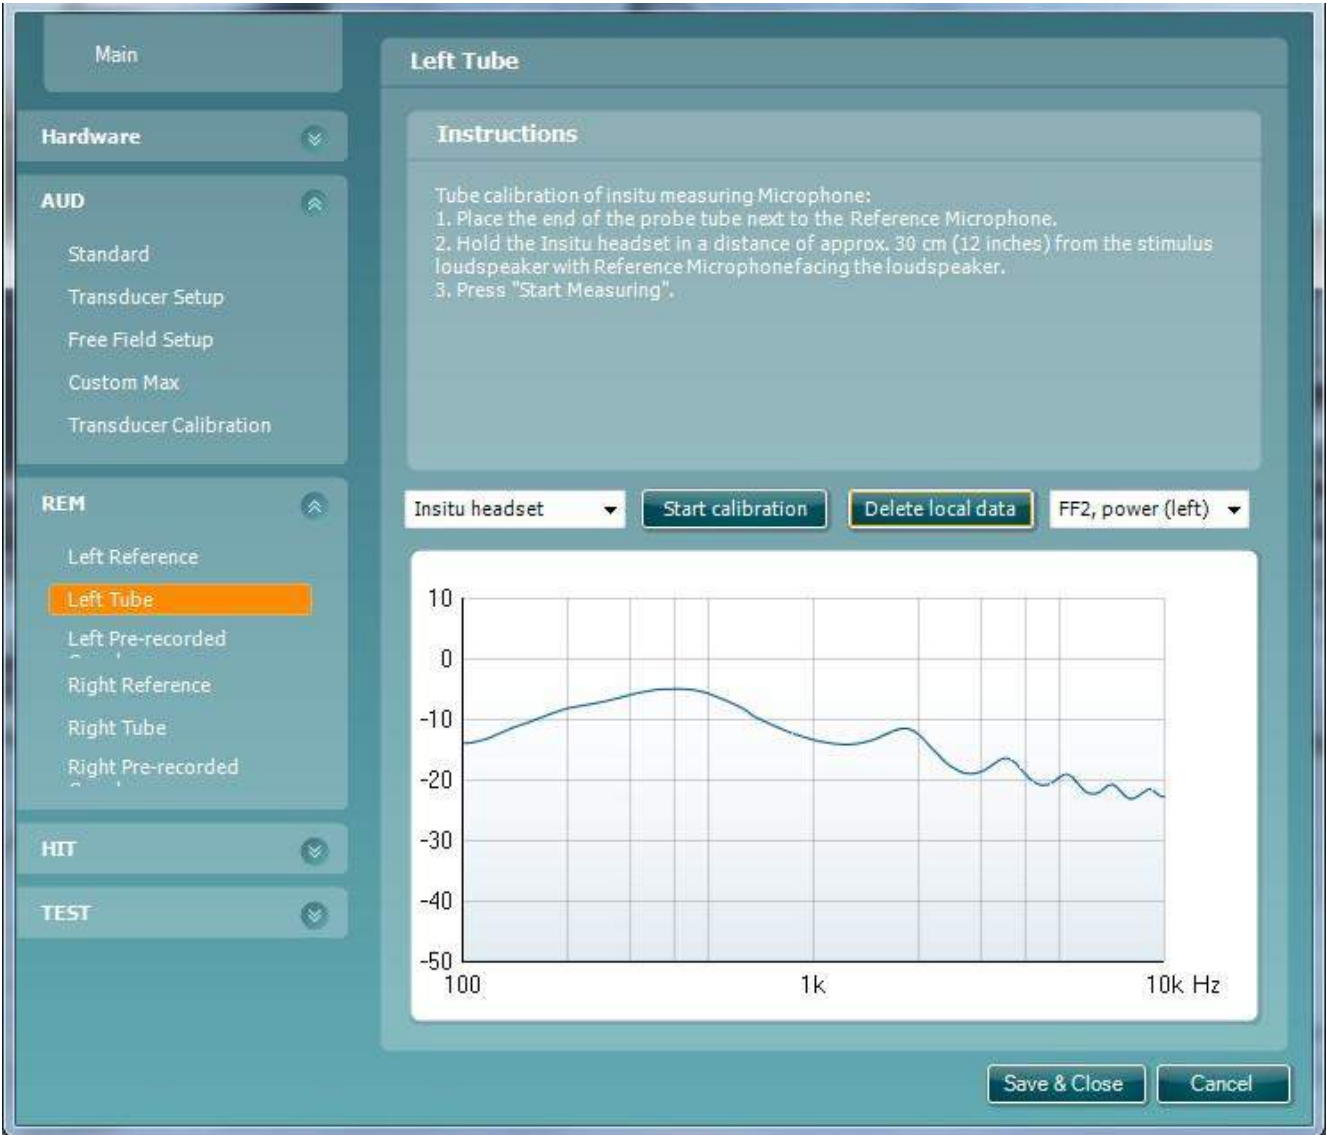 Main
Hardware
AUD
Standard
Transducer Setup
Free Field Setup
Custom Max
Transducer Calibration
REM
Left Reference
Left Tube
Left Pre-recorded
Right Reference
Right Tube
Right Pre-recorded
HIT
TEST
Left Tube
Instructions
Tube calibration of insitu measuring Microphone:
1. Place the end of the probe tube next to the Reference Microphone.
2. Hold the Insitu headset in a distance of approx. 30 cm (12 inches) from the stimulus
loudspeaker with Reference Microphone facing the loudspeaker.
3. Press "Start Measuring".
Insitu headset
Start calibration
Delete local data
FF2, power (left)
10
0
-10
-20
-30
-40
-50
100
1k
10k Hz
Save & Close
Cancel